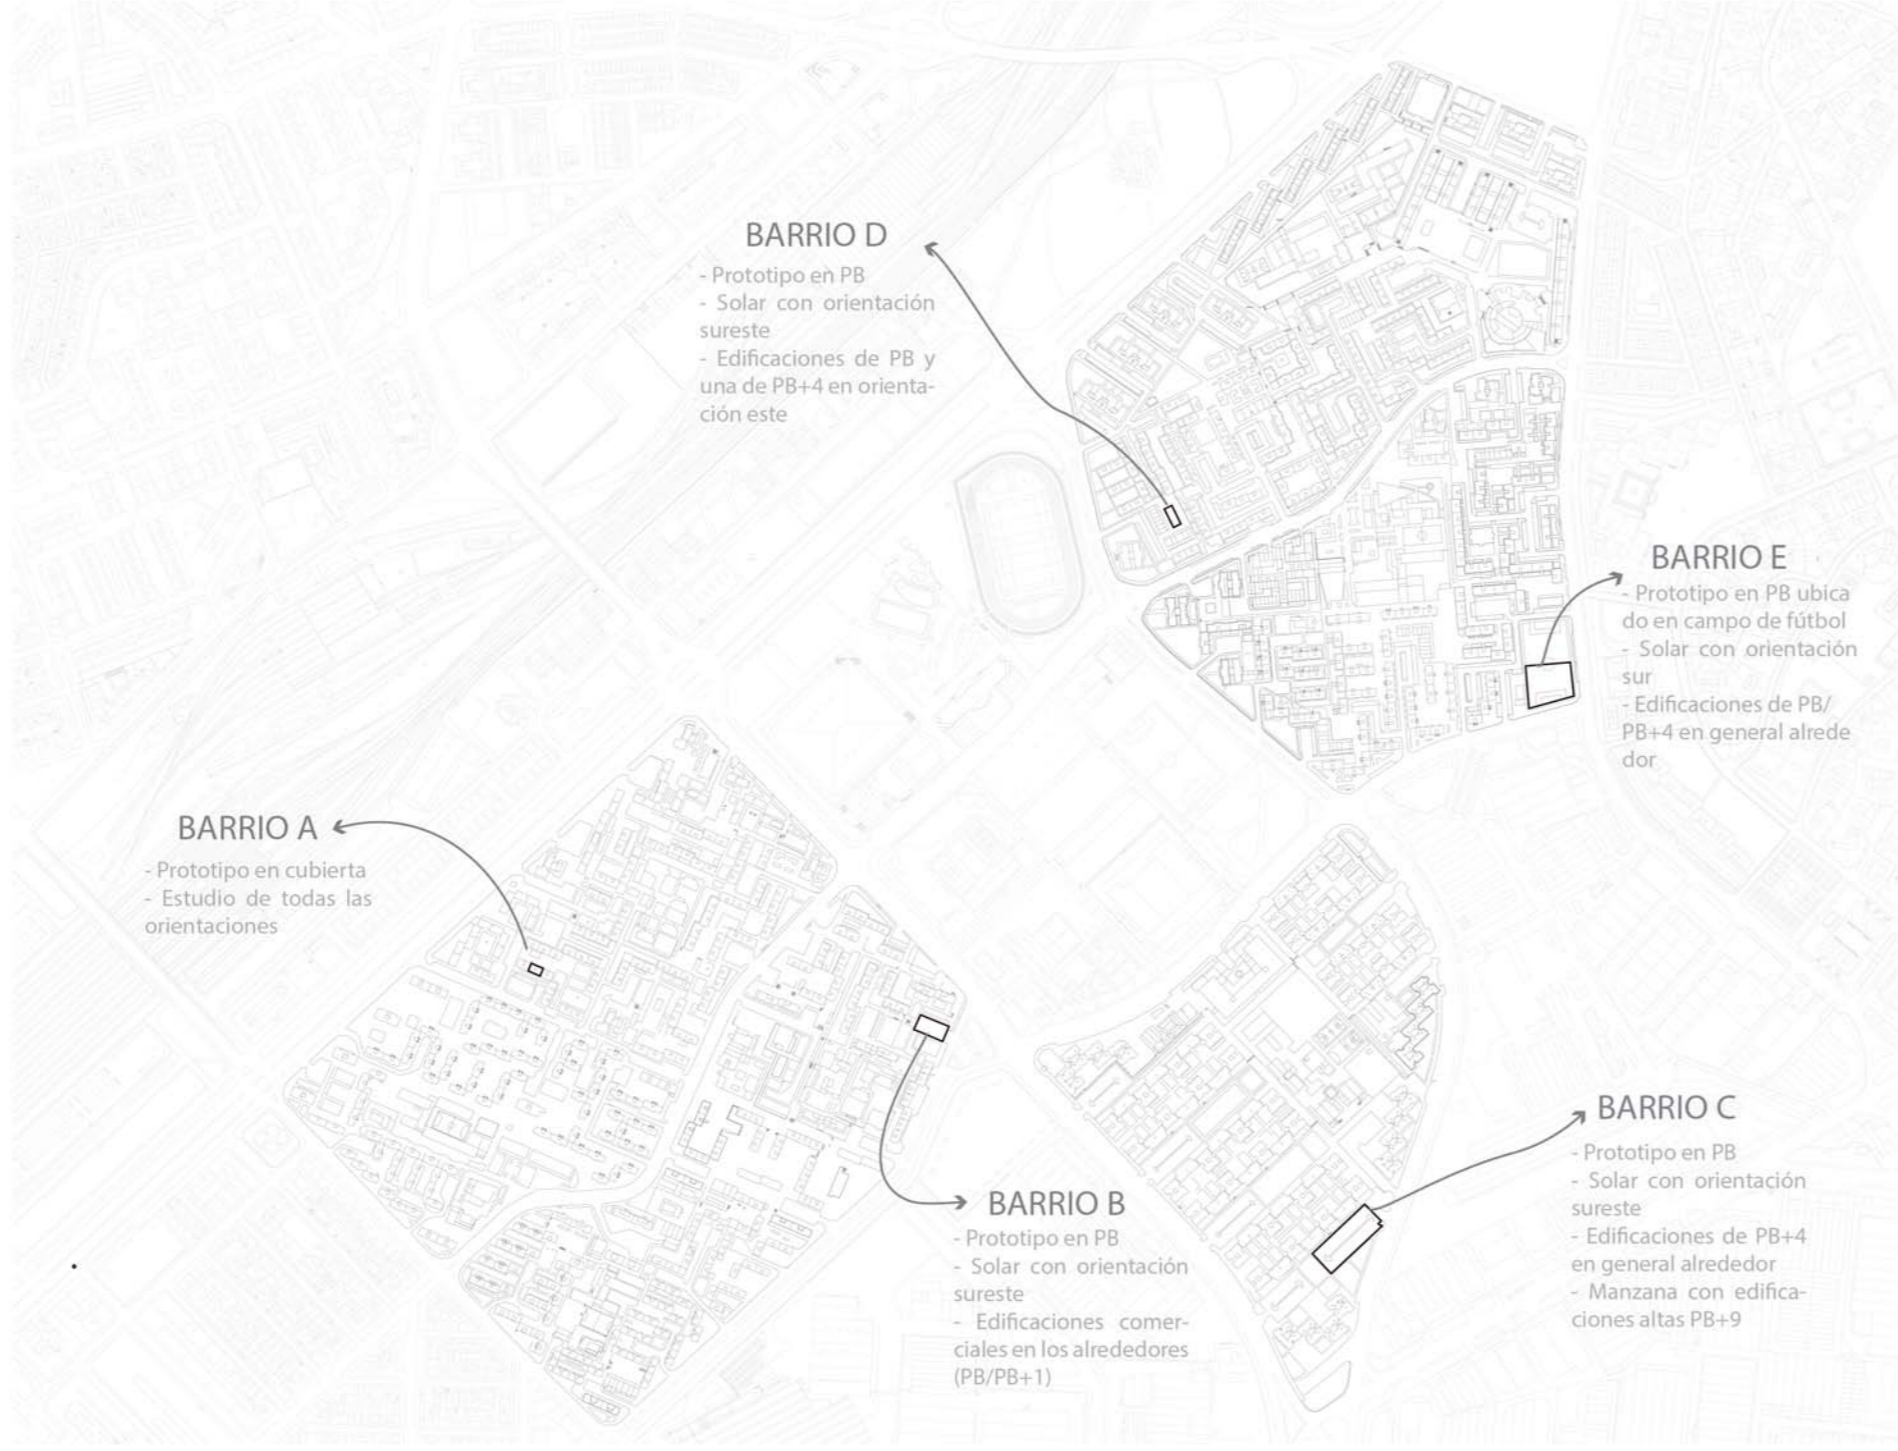 BARRIO D
- Prototipo en PB
- Solar con orientación
sureste
- Edificaciones de PB y
una de PB+4 en orienta-
ción este
BARRIO E
- Prototipo en PB ubica
do en campo de fútbol
- Solar con orientación
sur
- Edificaciones de PB/
PB+4 en general alrede
dor
BARRIO A
- Prototipo en cubierta
- Estudio de todas las
orientaciones
BARRIO B
- Prototipo en PB
- Solar con orientación
sureste
- Edificaciones comer-
ciales en los alrededores
(PB/PB+1)
BARRIO C
- Prototipo en PB
- Solar con orientación
sureste
- Edificaciones de PB+4
en general alrededor
- Manzana con edifica-
ciones altas PB+9